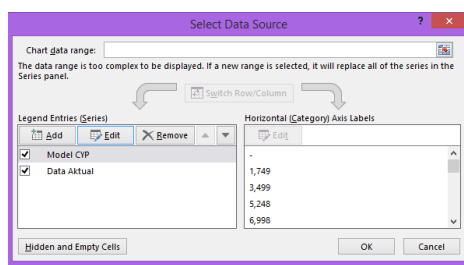 Select Data Source
? ×
Chart data range:
The data range is too complex to be displayed. If a new range is selected, it will replace all of the series in the Series panel.
Switch Row/Column
Legend Entries (Series)
Add Edit Remove
Model CYP
Data Aktual
Horizontal (Category) Axis Labels
Edit
-
1,749
3,499
5,248
6,998
Hidden and Empty Cells
OK Cancel